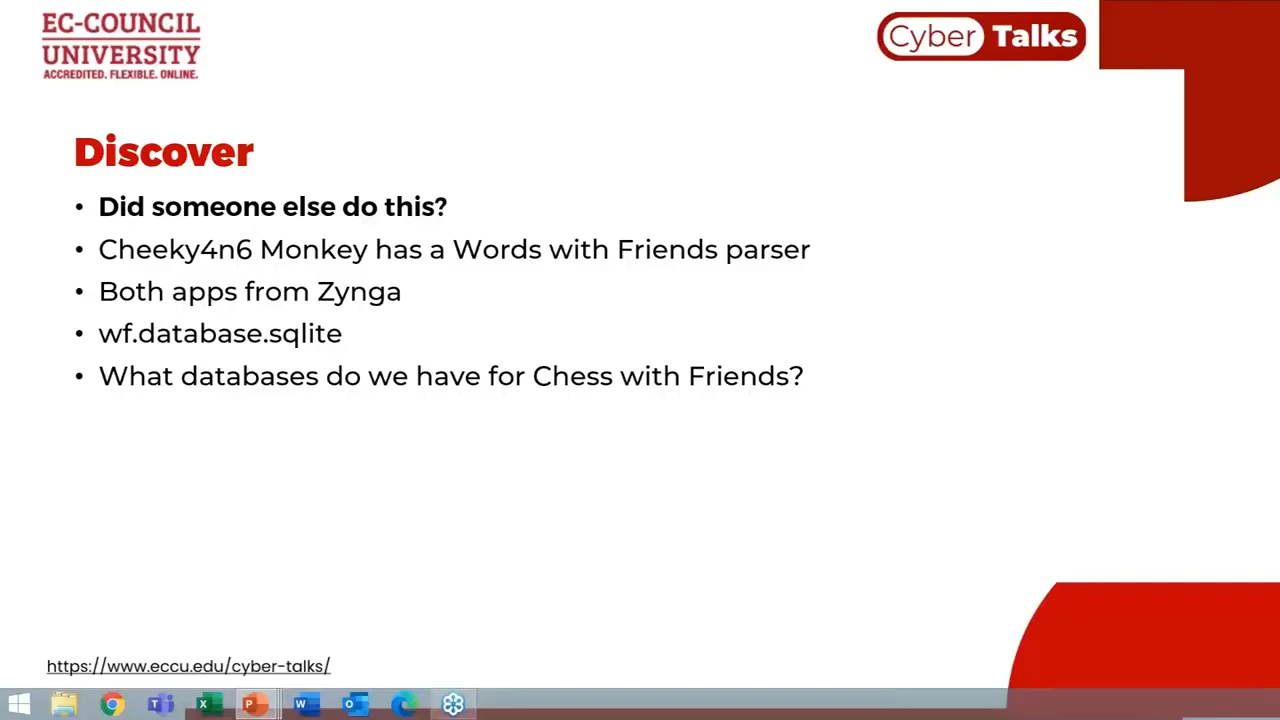 EC-COUNCIL
UNIVERSITY
ACCREDITED. FLEXIBLE. ONLINE.
Cyber Talks
Discover
• Did someone else do this?
• Cheeky4n6 Monkey has a Words with Friends parser
• Both apps from Zynga
• wf.database.sqlite
• What databases do we have for Chess with Friends?
https://www.eccu.edu/cyber-talks/